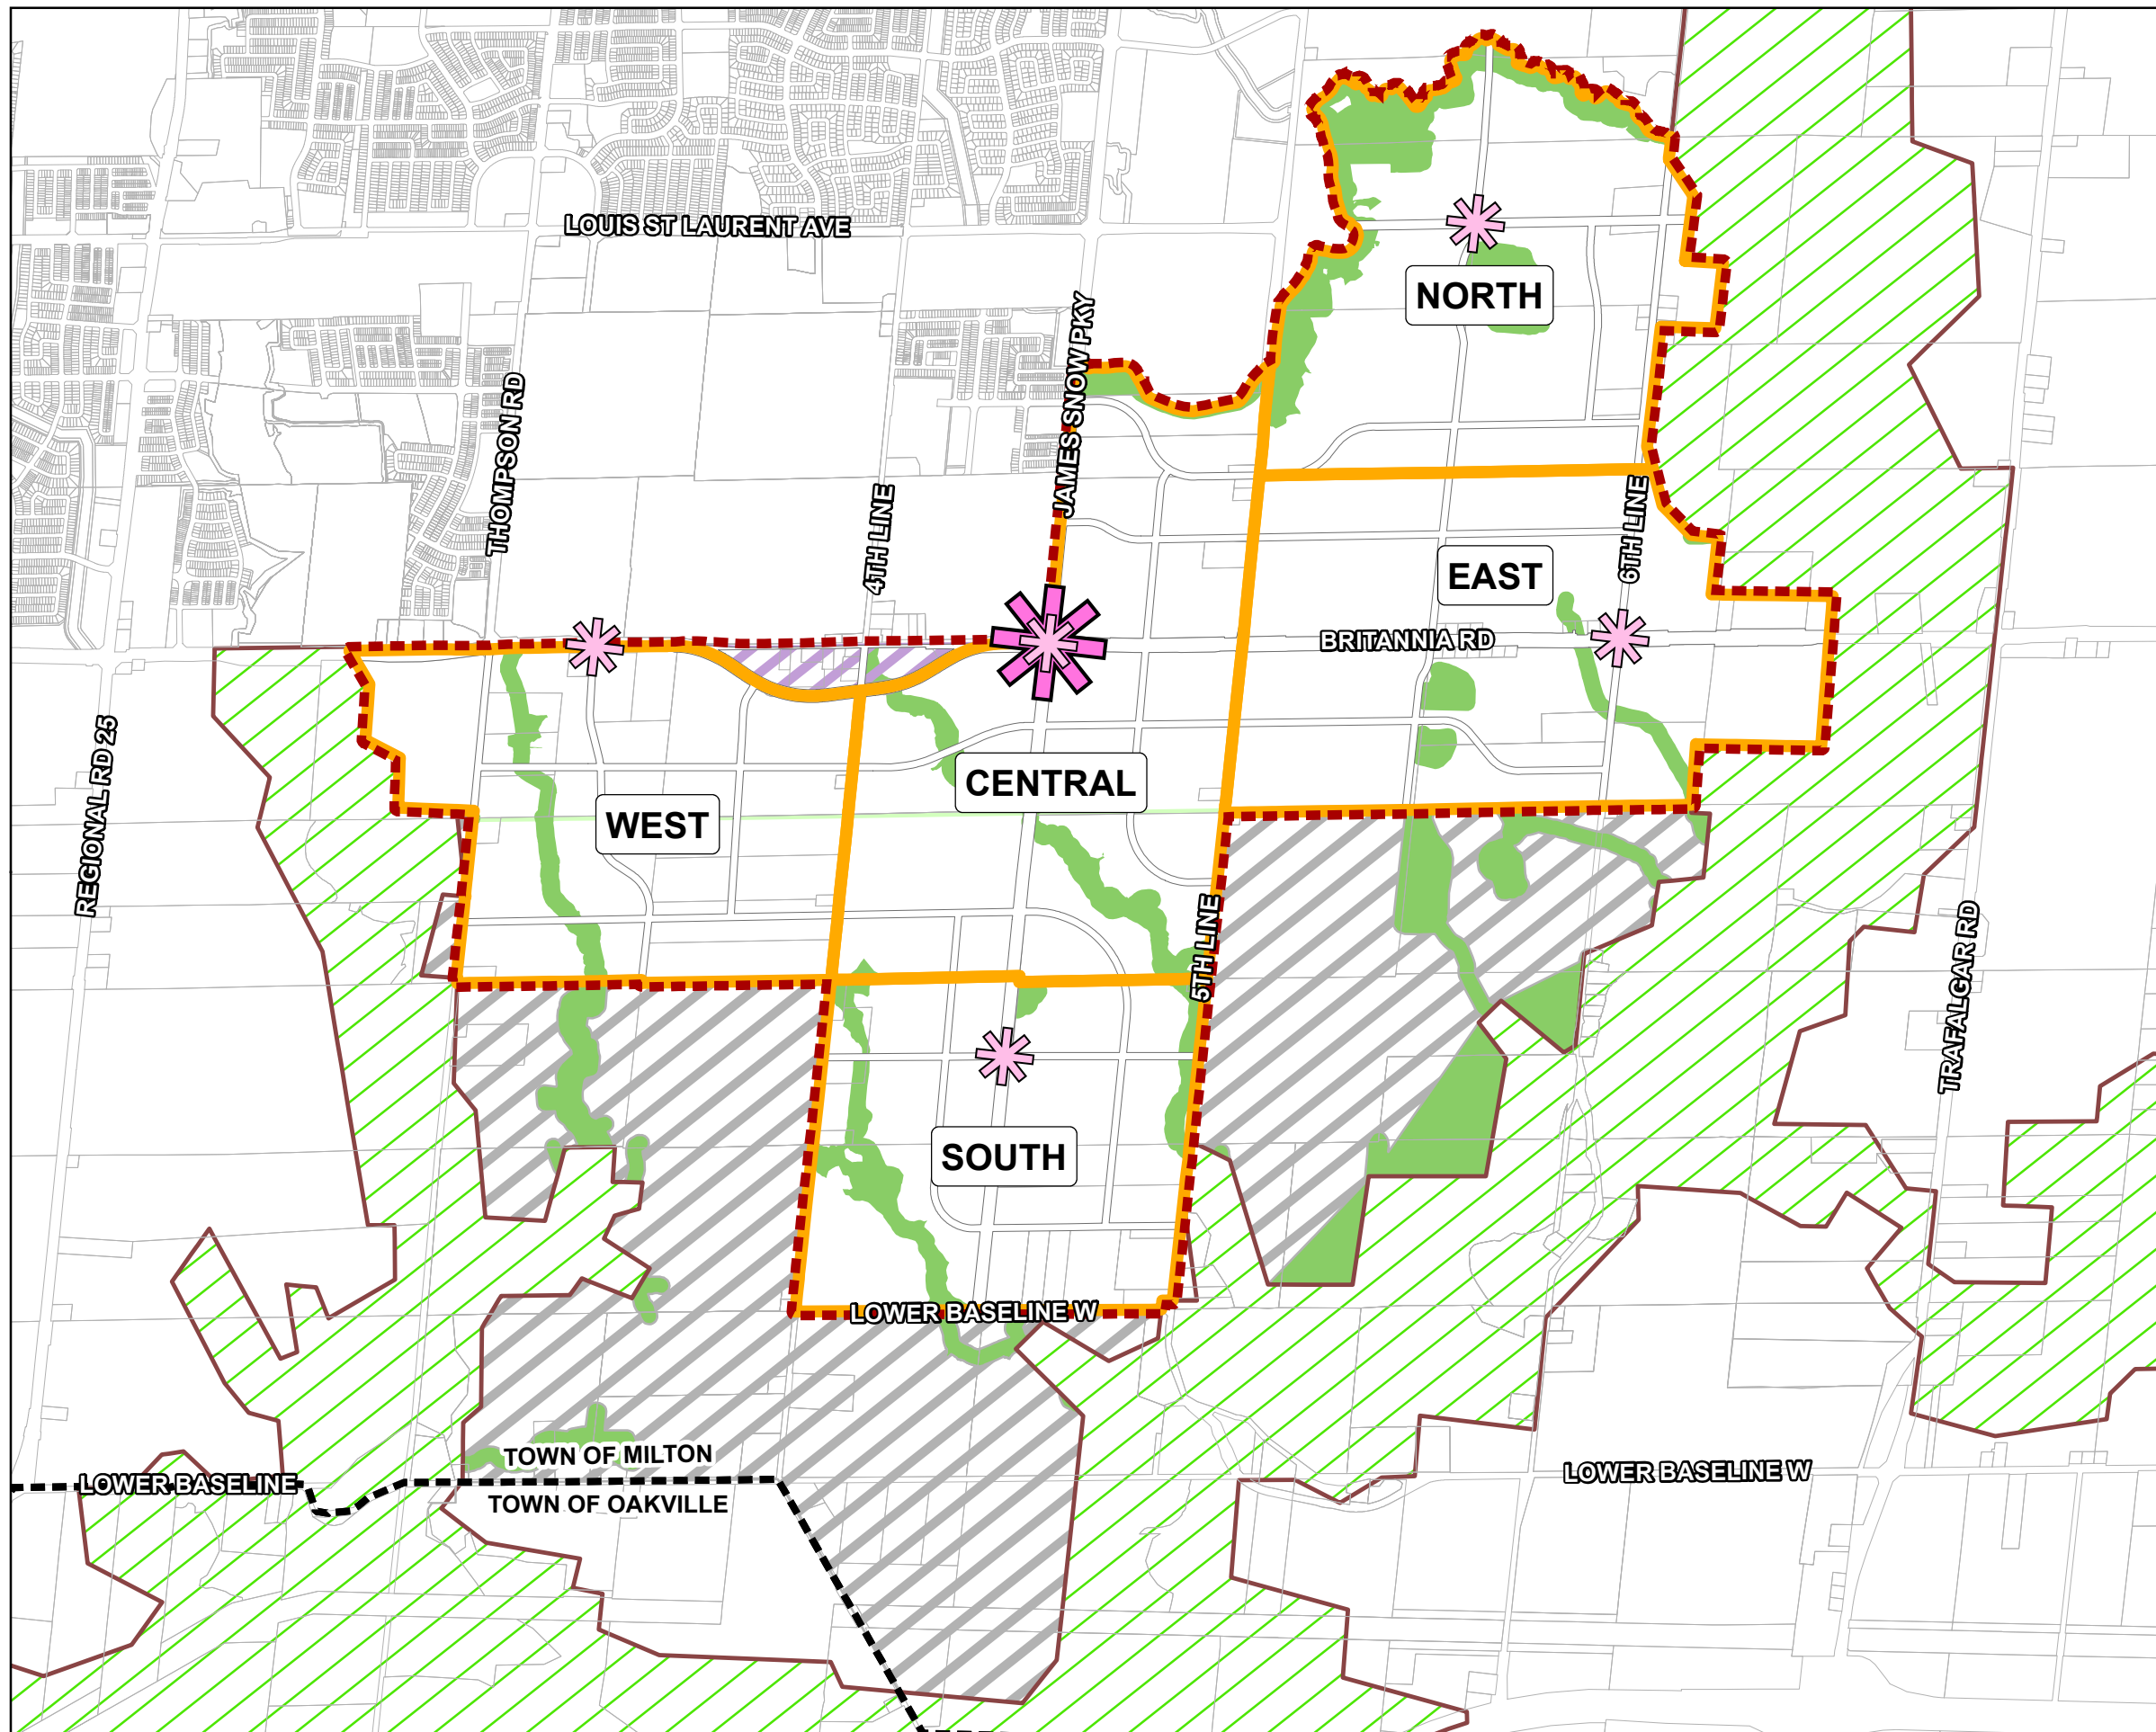 LOUIS ST LAURENT AVE
NORTH
JAMES SNOW PKY
THOMPSON RD
4TH LINE
6TH LINE
EAST
BRITANNIA RD
REGIONAL RD 25
CENTRAL
WEST
5TH LINE
TRAFALGAR RD
SOUTH
LOWER BASELINE W
TOWN OF MILTON
LOWER BASELINE
LOWER BASELINE W
TOWN OF OAKVILLE